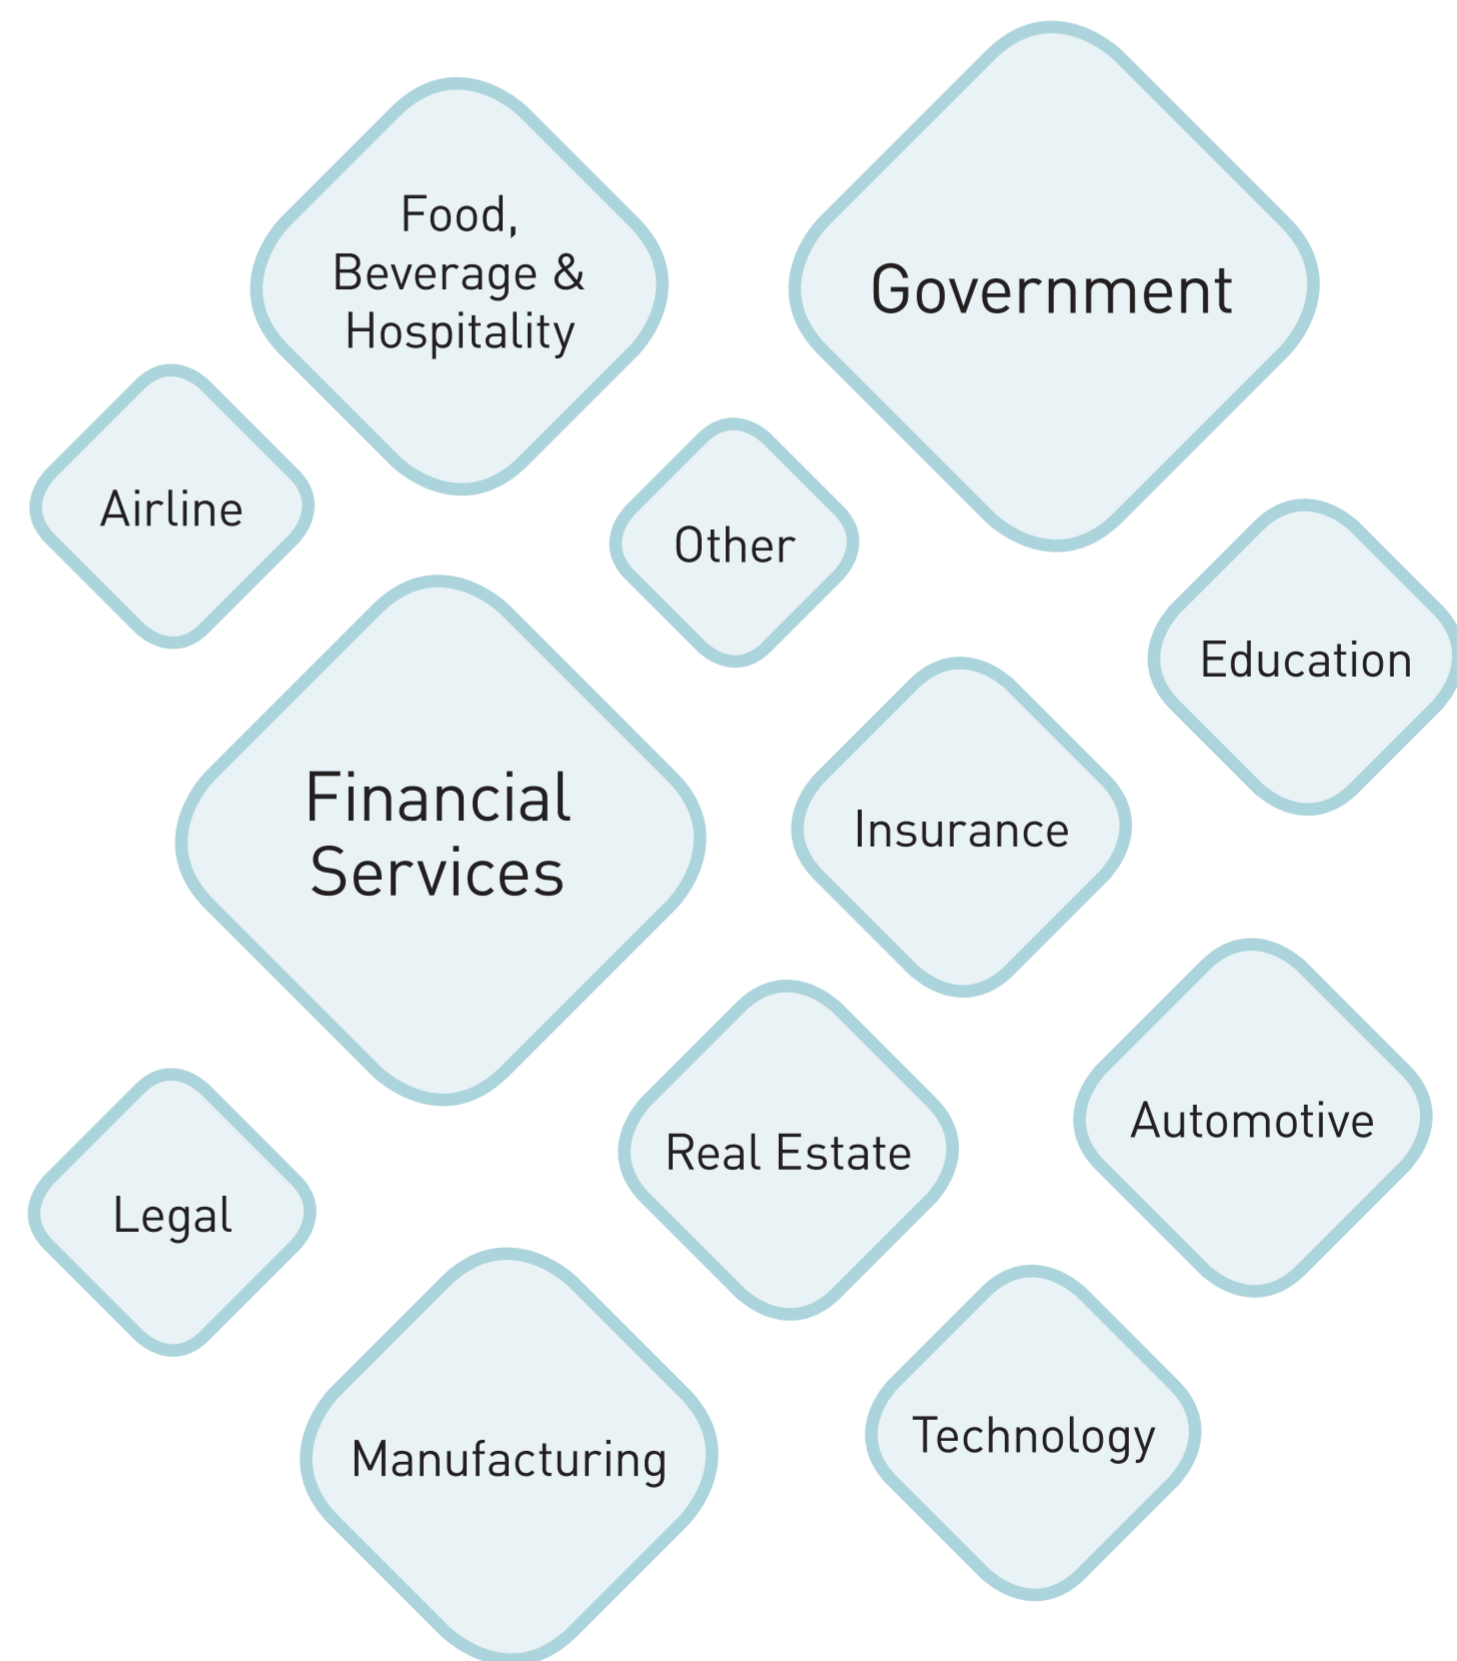 Food,
Beverage &
Hospitality
Government
Airline
Other
Education
Financial
Services
Insurance
Automotive
Real Estate
Legal
Technology
Manufacturing